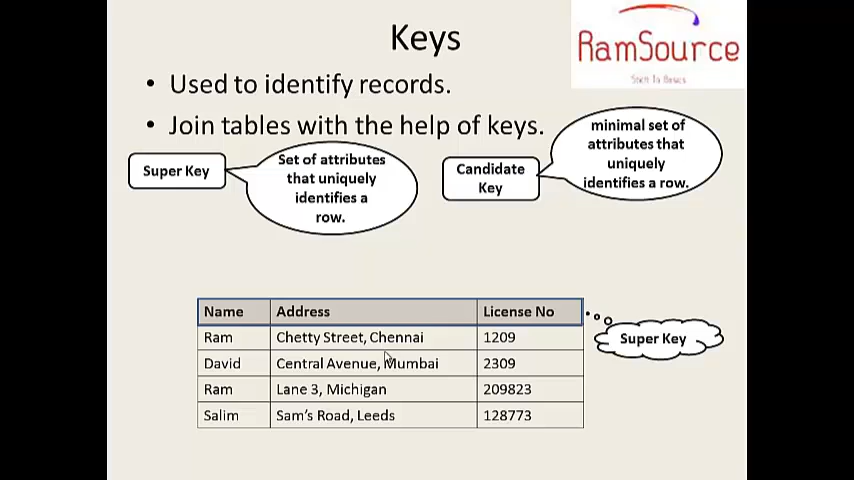 Keys
RamSource
• Used to identify records.
• Join tables with the help of keys.
Super Key
Set of attributes
that uniquely
identifies a
row.
Candidate
Key
minimal set of
attributes that
uniquely
identifies a row.
Name Address License No
Ram Chetty Street, Chennai 1209
David Central Avenue, Mumbai 2309
Ram Lane 3, Michigan 209823
Salim Sam's Road, Leeds 128773
Super Key